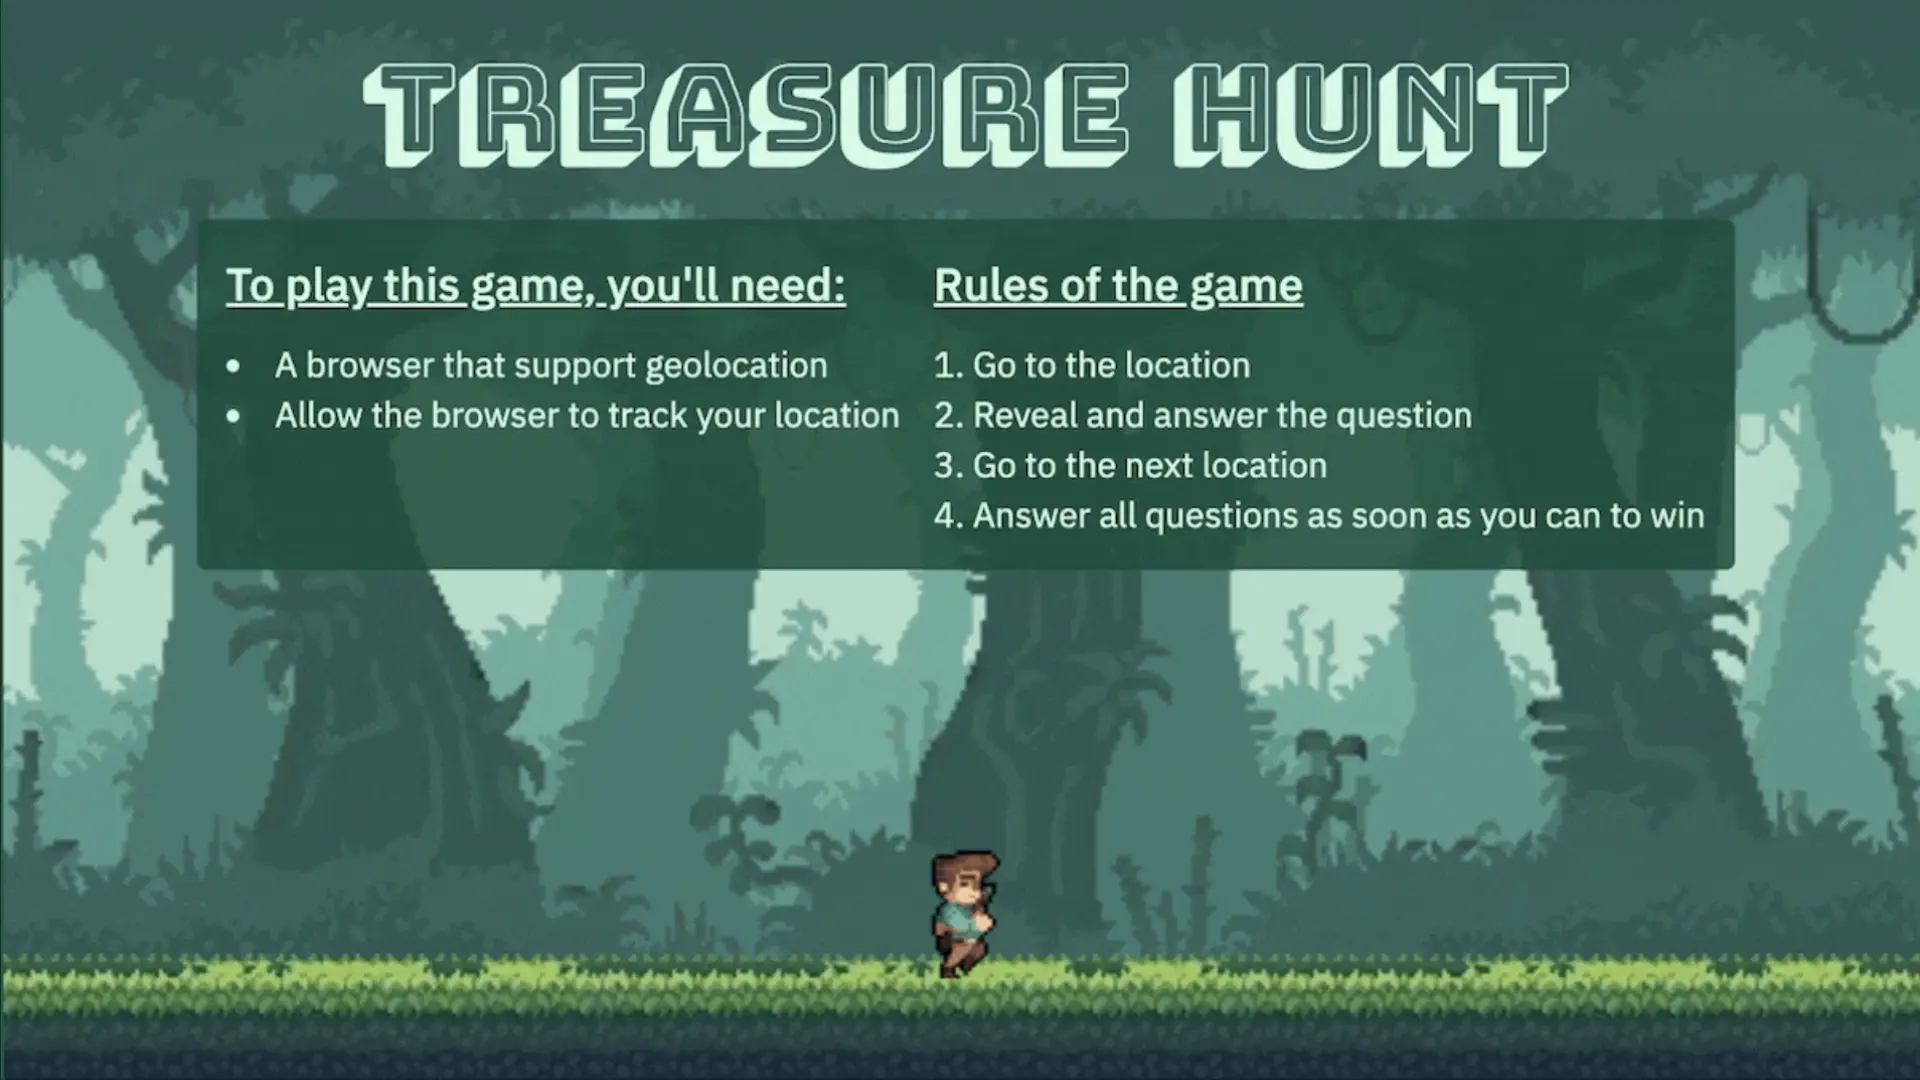 TREASURE HUNT
To play this game, you'll need:
• A browser that support geolocation
• Allow the browser to track your location
Rules of the game
1. Go to the location
2. Reveal and answer the question
3. Go to the next location
4. Answer all questions as soon as you can to win